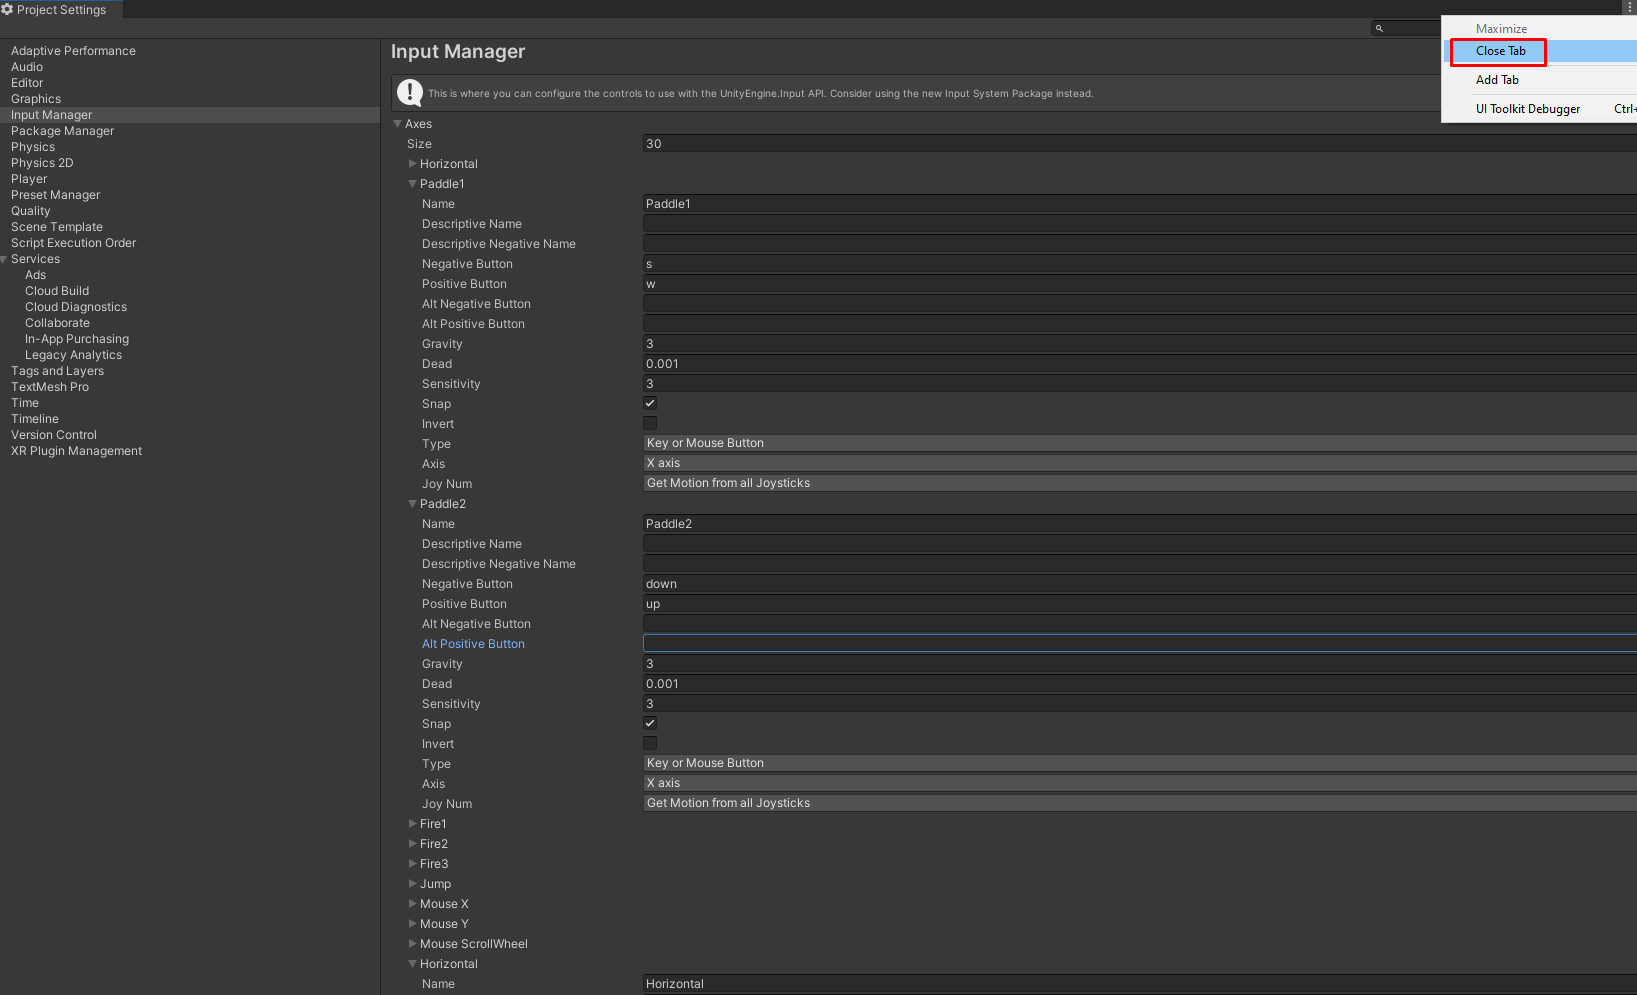 Project Settings
Maximize
Close Tab
Add Tab
UI Toolkit Debugger Ctrl+
Adaptive Performance
Audio
Editor
Graphics
Input Manager
Package Manager
Physics
Physics 2D
Player
Preset Manager
Quality
Scene Template
Script Execution Order
Services
Ads
Cloud Build
Cloud Diagnostics
Collaborate
In-App Purchasing
Legacy Analytics
Tags and Layers
TextMesh Pro
Time
Timeline
Version Control
XR Plugin Management
Input Manager
This is where you can configure the controls to use with the UnityEngine.Input API. Consider using the new Input System Package instead.
Axes
Size 30
Horizontal
Paddle1
Name Paddle1
Descriptive Name
Descriptive Negative Name
Negative Button s
Positive Button w
Alt Negative Button
Alt Positive Button
Gravity 3
Dead 0.001
Sensitivity 3
Snap
Invert
Type Key or Mouse Button
Axis X axis
Joy Num Get Motion from all Joysticks
Paddle2
Name Paddle2
Descriptive Name
Descriptive Negative Name
Negative Button down
Positive Button up
Alt Negative Button
Alt Positive Button
Gravity 3
Dead 0.001
Sensitivity 3
Snap
Invert
Type Key or Mouse Button
Axis X axis
Joy Num Get Motion from all Joysticks
Fire1
Fire2
Fire3
Jump
Mouse X
Mouse Y
Mouse ScrollWheel
Horizontal
Name Horizontal